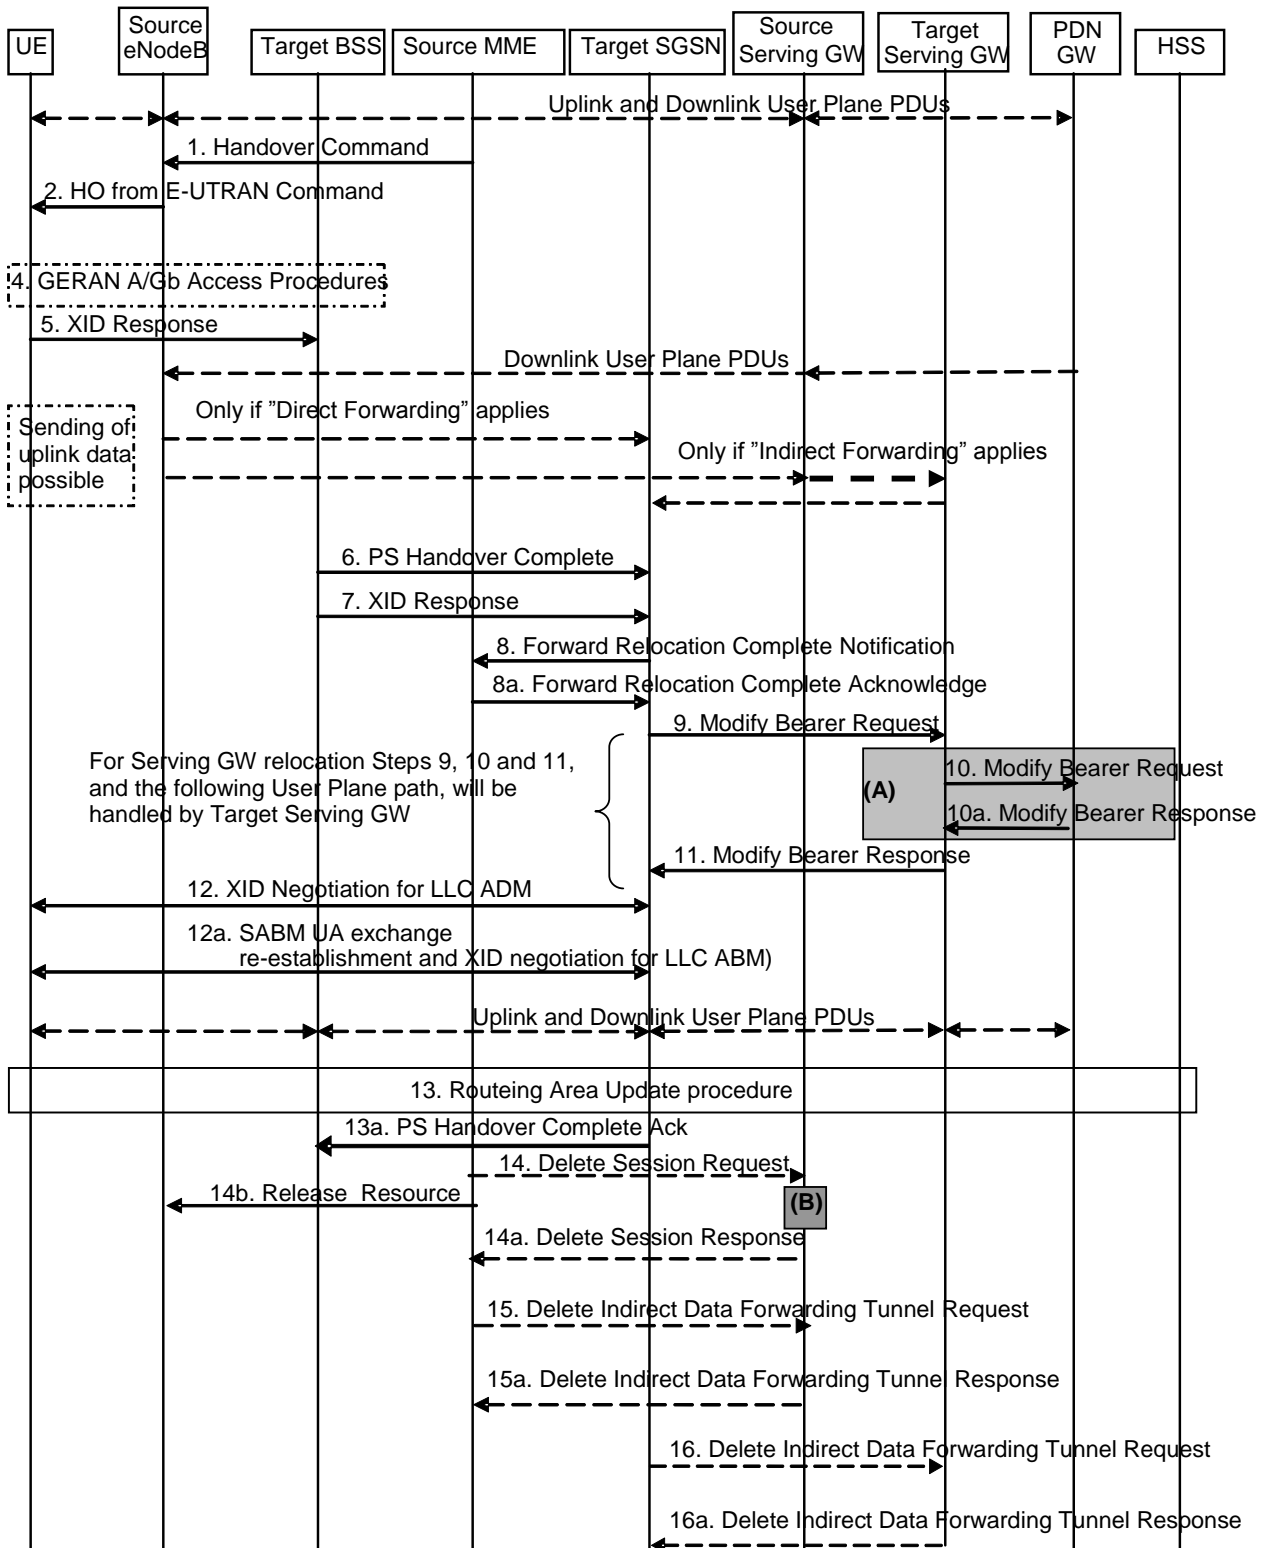 UE
Source
eNodeB
Target BSS
Source MME
Target SGSN
Source
Serving GW
Target
Serving GW
PDN
GW
HSS
Uplink and Downlink User Plane PDUs
1. Handover Command
2. HO from E-UTRAN Command
4. GERAN A/Gb Access Procedures
5. XID Response
Downlink User Plane PDUs
Only if ”Direct Forwarding” applies
Sending of
uplink data
possible
Only if ”Indirect Forwarding” applies
6. PS Handover Complete
7. XID Response
8. Forward Relocation Complete Notification
8a. Forward Relocation Complete Acknowledge
9. Modify Bearer Request
For Serving GW relocation Steps 9, 10 and 11,
and the following User Plane path, will be
handled by Target Serving GW
(A)
10. Modify Bearer Request
10a. Modify Bearer Response
11. Modify Bearer Response
12. XID Negotiation for LLC ADM
12a. SABM UA exchange
re-establishment and XID negotiation for LLC ABM)
Uplink and Downlink User Plane PDUs
13. Routeing Area Update procedure
13a. PS Handover Complete Ack
14. Delete Session Request
14b. Release Resource
(B)
14a. Delete Session Response
15. Delete Indirect Data Forwarding Tunnel Request
15a. Delete Indirect Data Forwarding Tunnel Response
16. Delete Indirect Data Forwarding Tunnel Request
16a. Delete Indirect Data Forwarding Tunnel Response